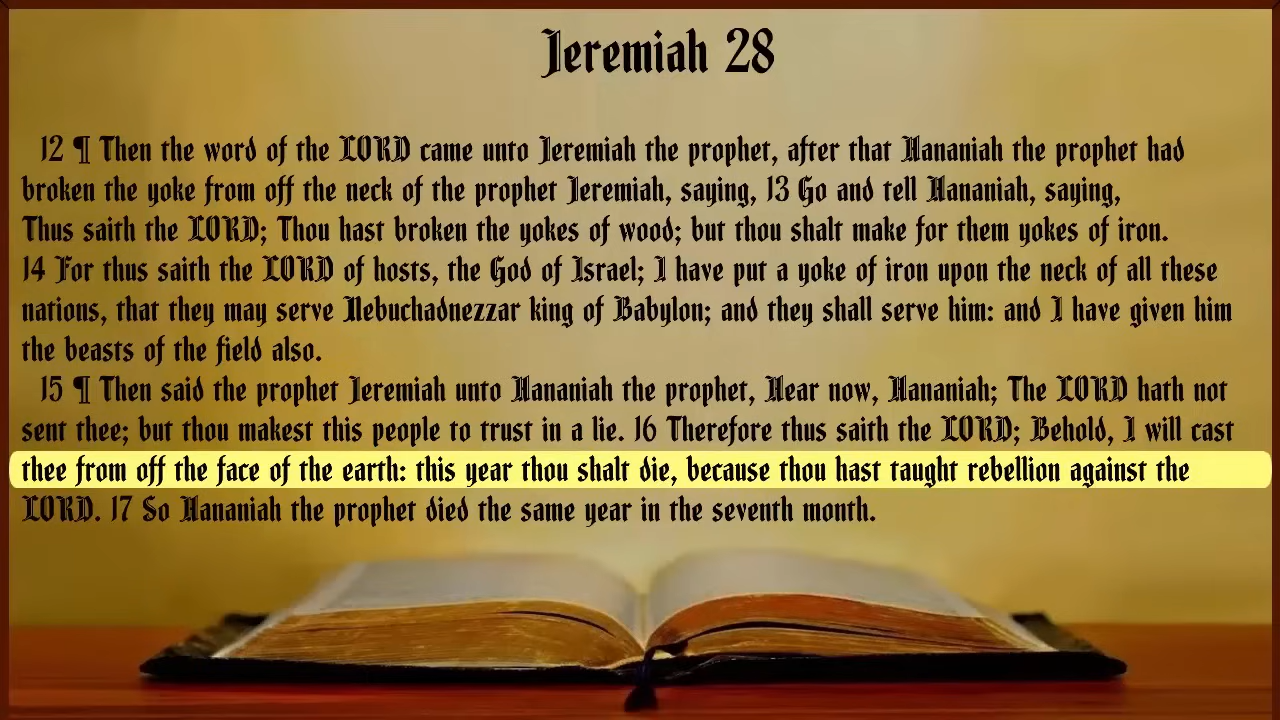 Jeremiah 28
12 ¶ Then the word of the LORD came unto Jeremiah the prophet, after that Hananiah the prophet had
broken the yoke from off the neck of the prophet Jeremiah, saying, 13 Go and tell Hananiah, saying,
Thus saith the LORD; Thou hast broken the yokes of wood; but thou shalt make for them yokes of iron.
14 For thus saith the LORD of hosts, the God of Israel; I have put a yoke of iron upon the neck of all these
nations, that they may serve Nebuchadnezzar king of Babylon; and they shall serve him: and I have given him
the beasts of the field also.
15 ¶ Then said the prophet Jeremiah unto Hananiah the prophet, Hear now, Hananiah; The LORD hath not
sent thee; but thou makest this people to trust in a lie. 16 Therefore thus saith the LORD; Behold, I will cast
thee from off the face of the earth: this year thou shalt die, because thou hast taught rebellion against the
LORD. 17 So Hananiah the prophet died the same year in the seventh month.